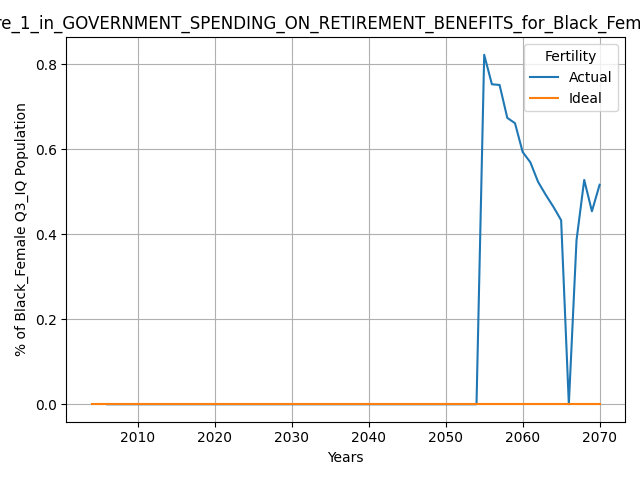 re_1_in_GOVERNMENT_SPENDING_ON_RETIREMENT_BENEFITS_for_Black_Fem
Fertility
Actual
Ideal
% of Black_Female Q3_IQ Population
0.8
0.6
0.4
0.2
0.0
2010 2020 2030 2040 2050 2060 2070
Years